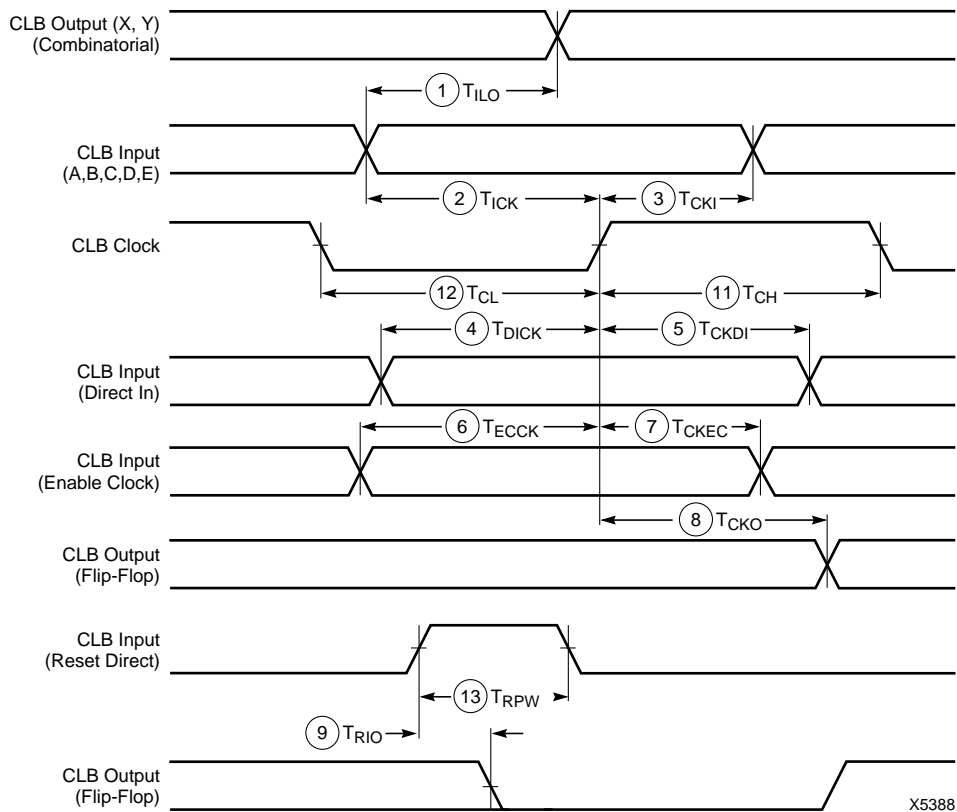 CLB Output (X, Y)
(Combinatorial)
1 TILO
CLB Input
(A,B,C,D,E)
2 TICK
3 TCKI
CLB Clock
12 TCL
11 TCH
4 TDICK
5 TCKDI
CLB Input
(Direct In)
6 TECCK
7 TCKEC
CLB Input
(Enable Clock)
8 TCKO
CLB Output
(Flip-Flop)
CLB Input
(Reset Direct)
13 TRPW
9 TRIO
CLB Output
(Flip-Flop)
X5388